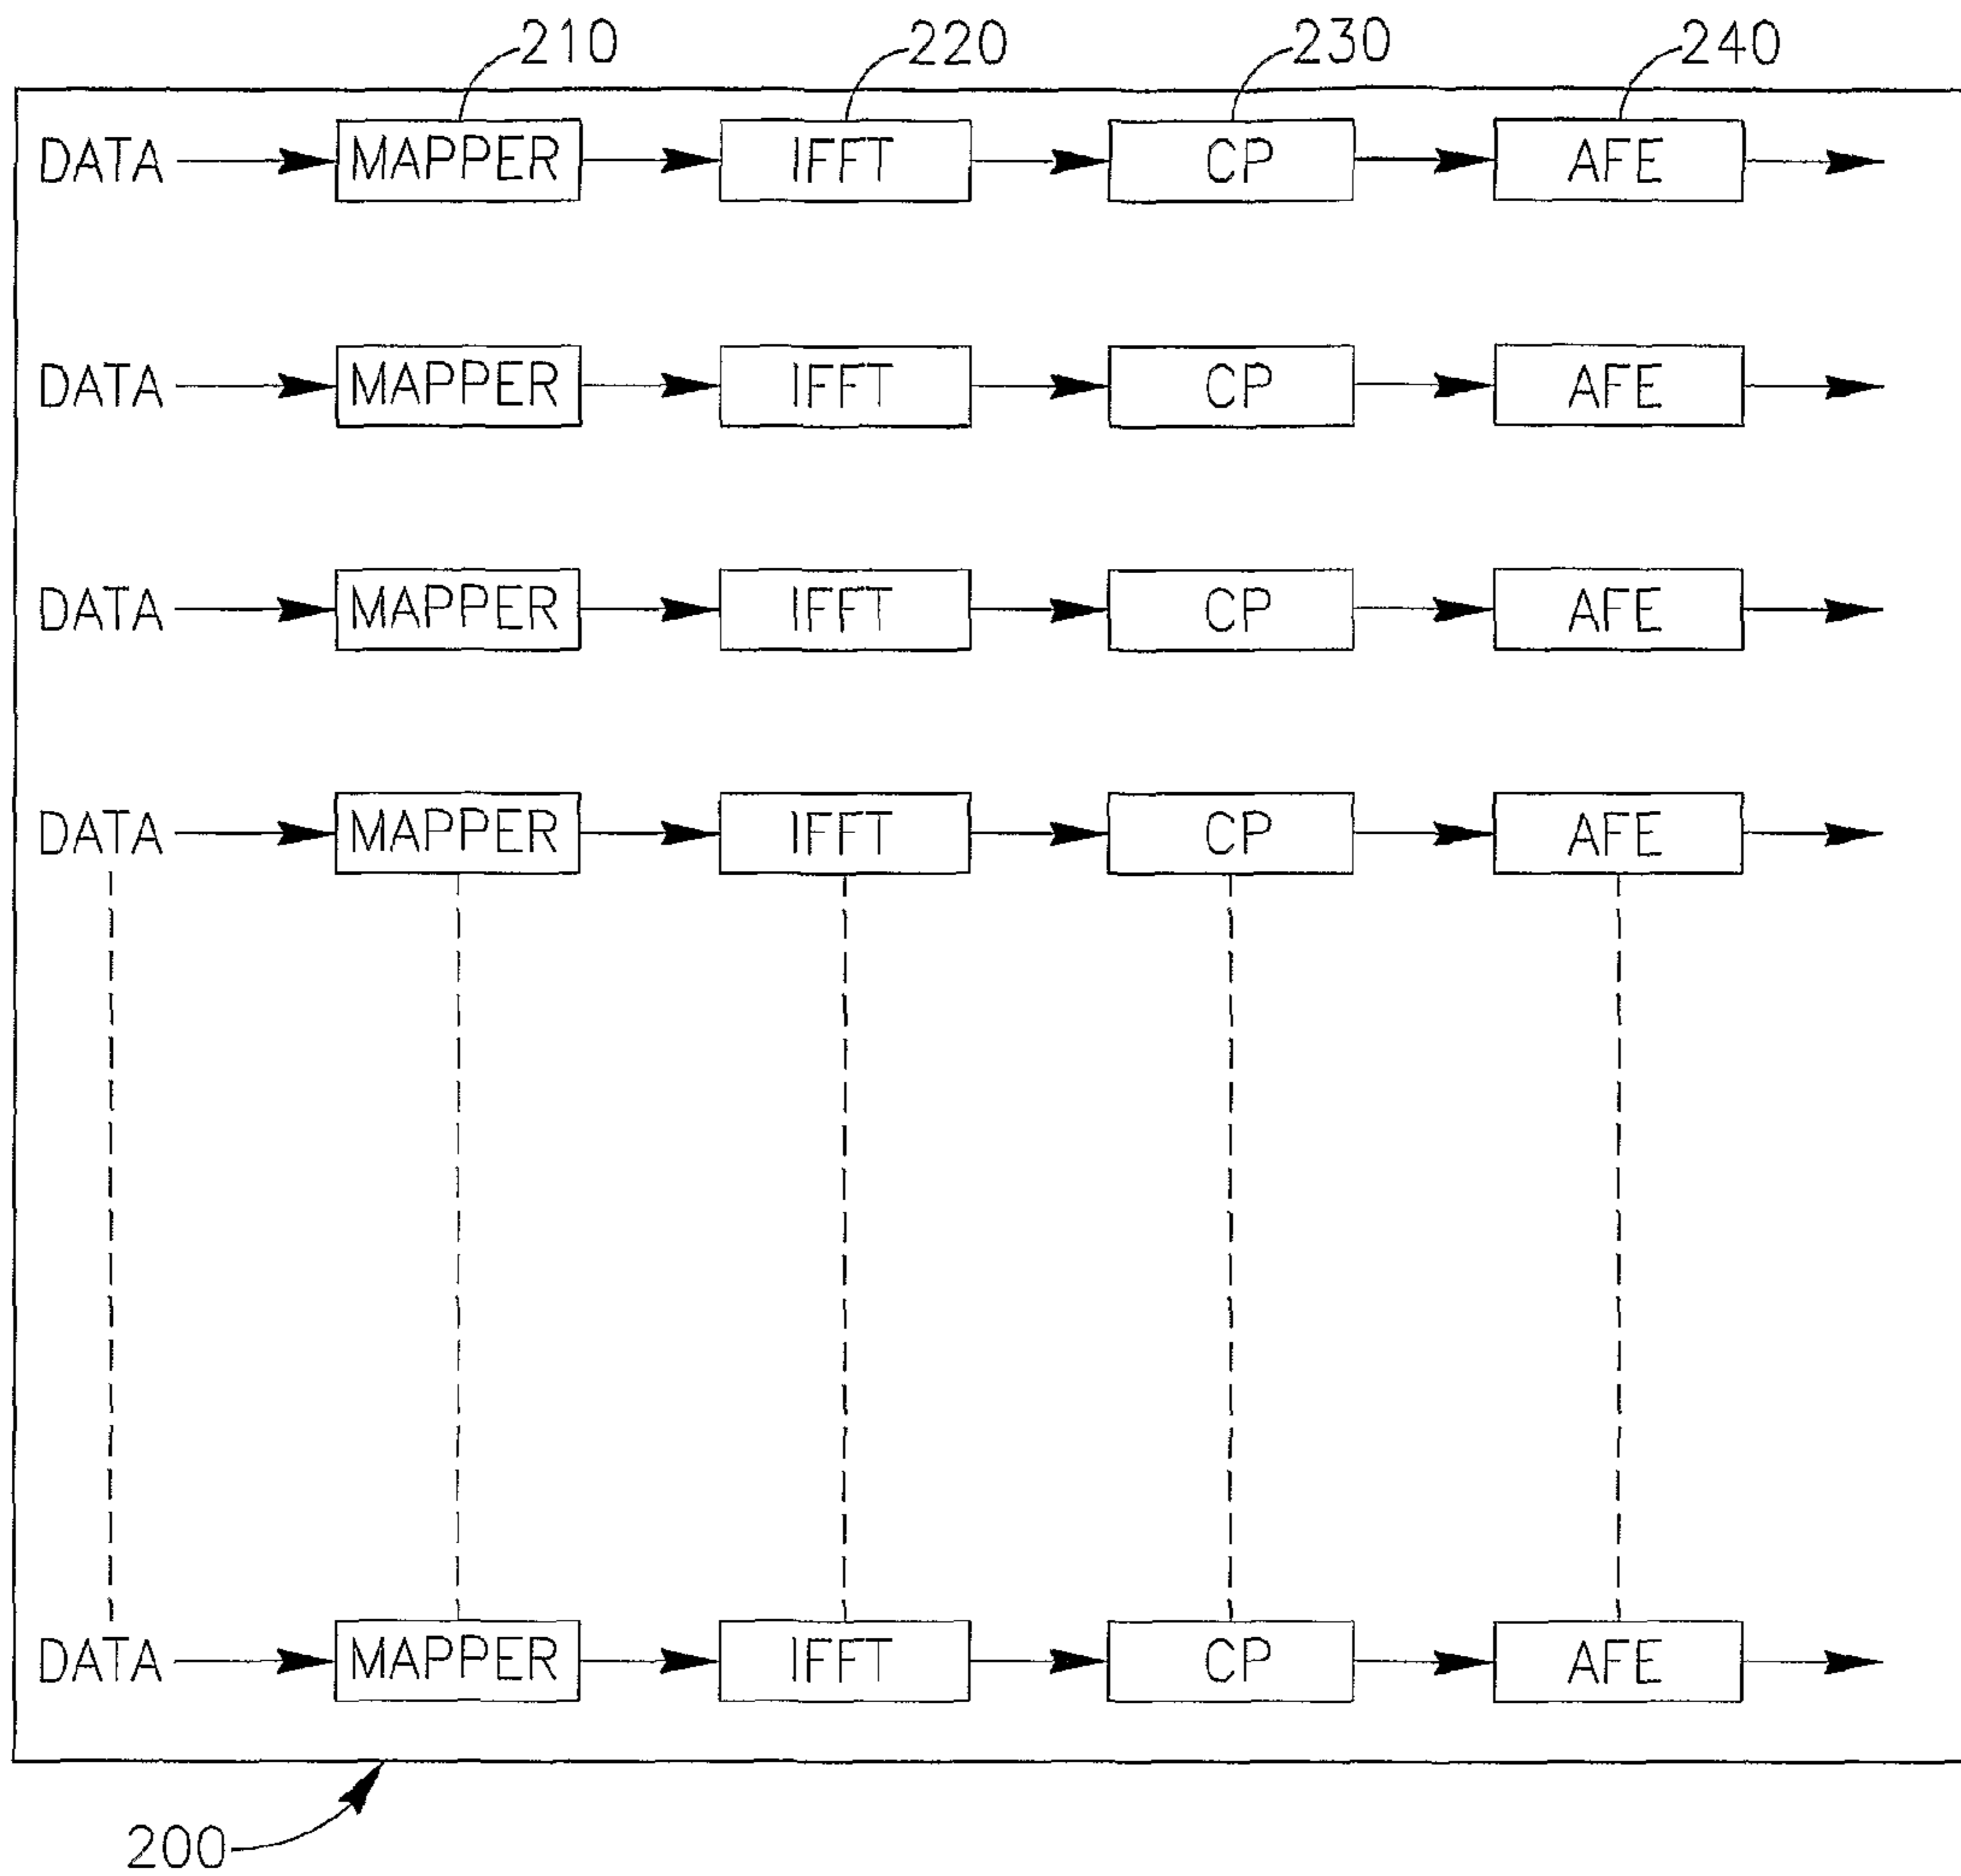 210 220 230 240
DATA MAPPER IFFT CP AFE
DATA MAPPER IFFT CP AFE
DATA MAPPER IFFT CP AFE
DATA MAPPER IFFT CP AFE
DATA MAPPER IFFT CP AFE
200